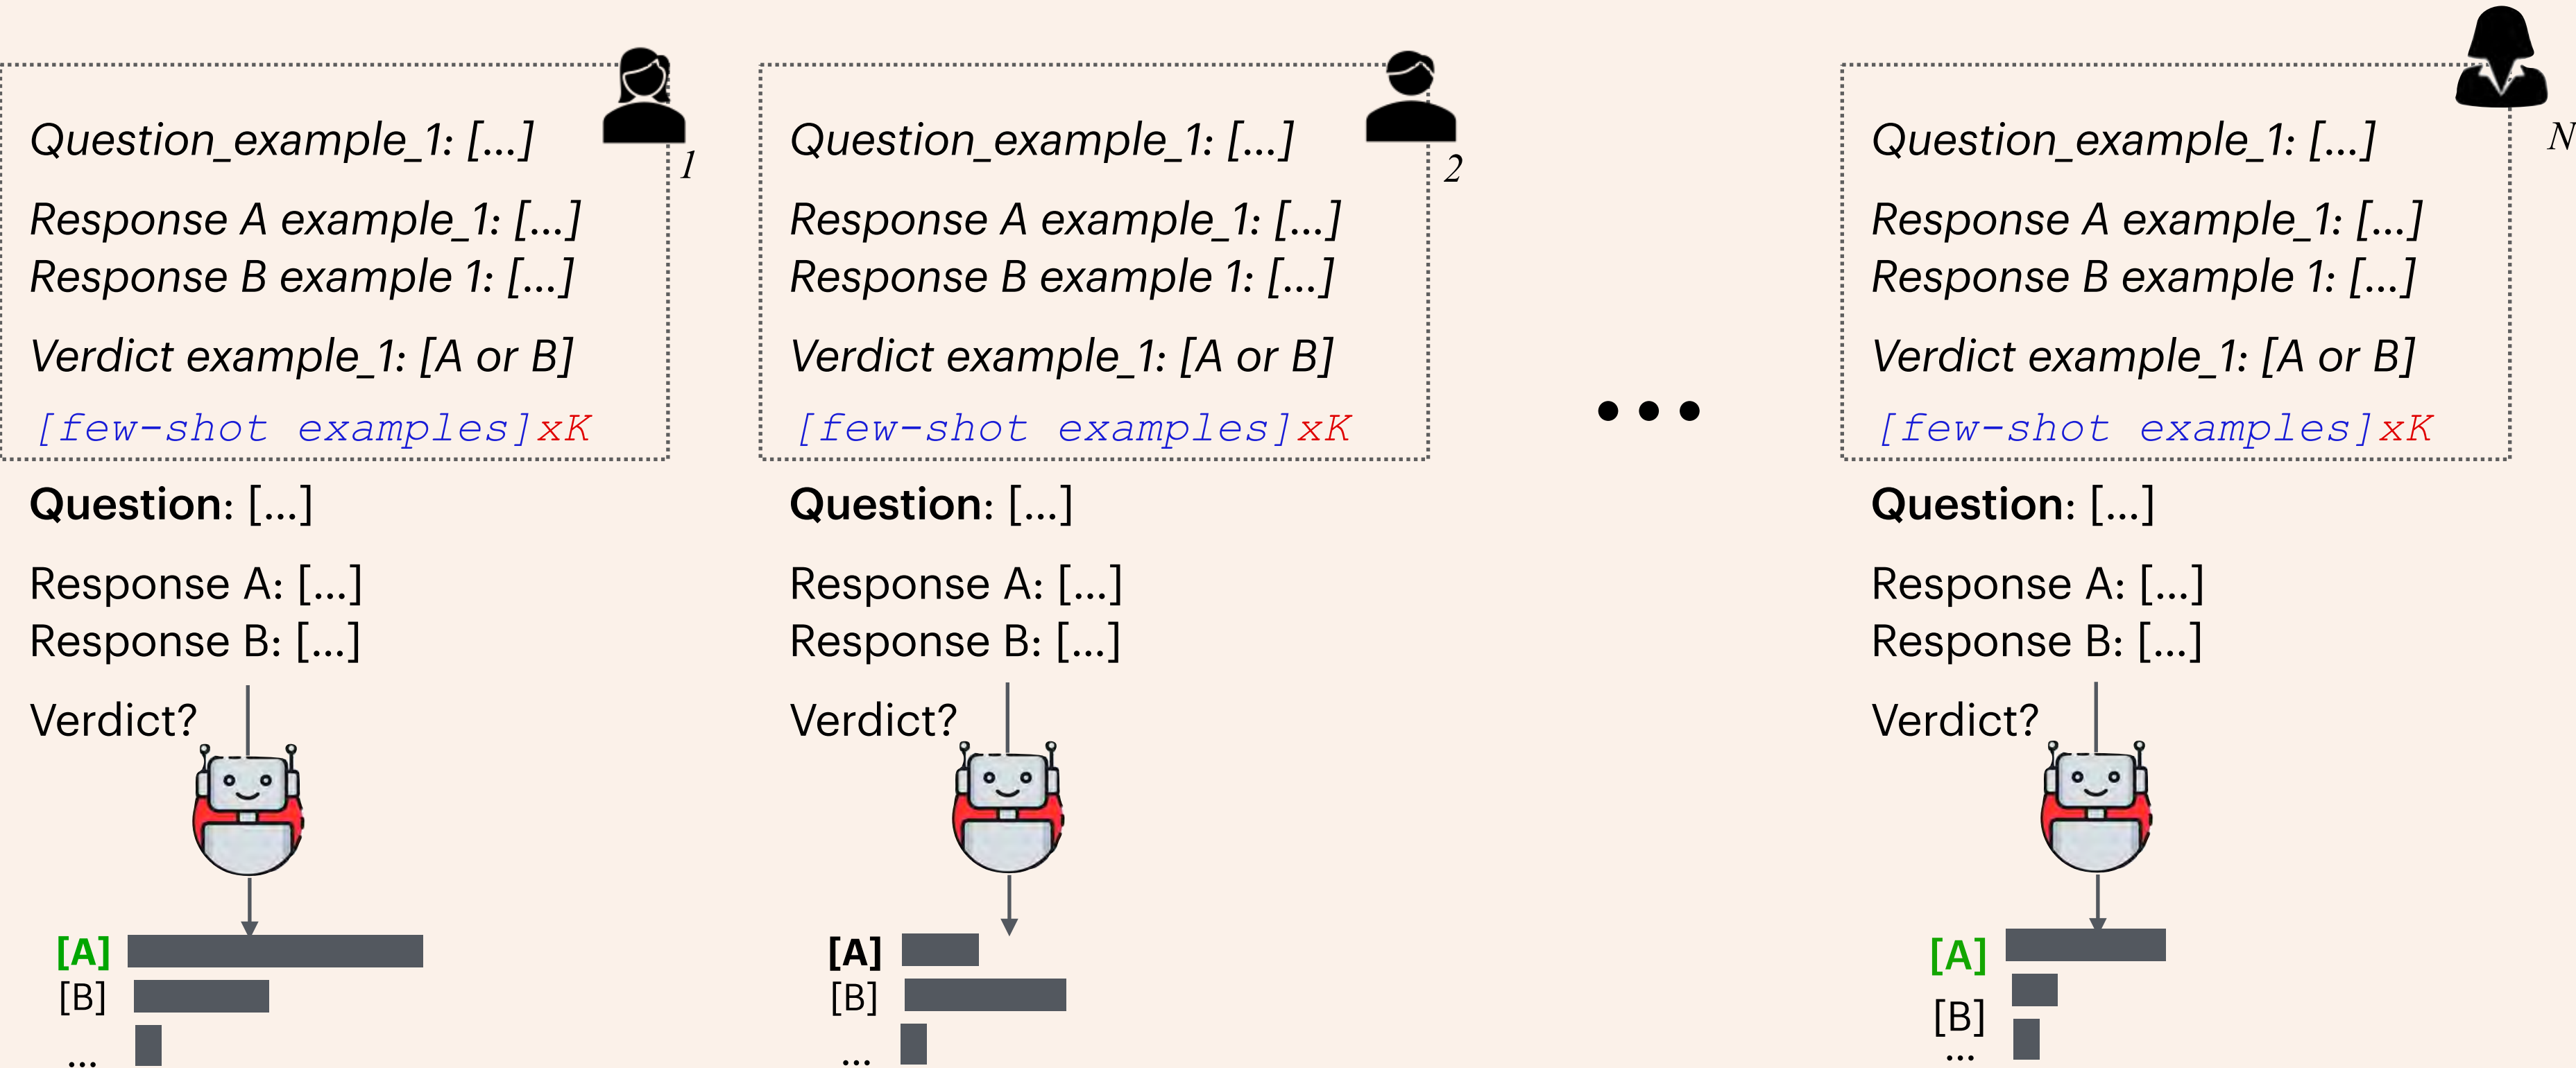 1
Question_example_1: [...]
Response A example_1: [...]
Response B example 1: [...]
Verdict example_1: [A or B]
[few-shot examples]xK
Question: [...]
Response A: [...]
Response B: [...]
Verdict?
[A]
[B]
...
2
Question_example_1: [...]
Response A example_1: [...]
Response B example 1: [...]
Verdict example_1: [A or B]
[few-shot examples]xK
Question: [...]
Response A: [...]
Response B: [...]
Verdict?
[A]
[B]
...
N
Question_example_1: [...]
Response A example_1: [...]
Response B example 1: [...]
Verdict example_1: [A or B]
[few-shot examples]xK
Question: [...]
Response A: [...]
Response B: [...]
Verdict?
[A]
[B]
...